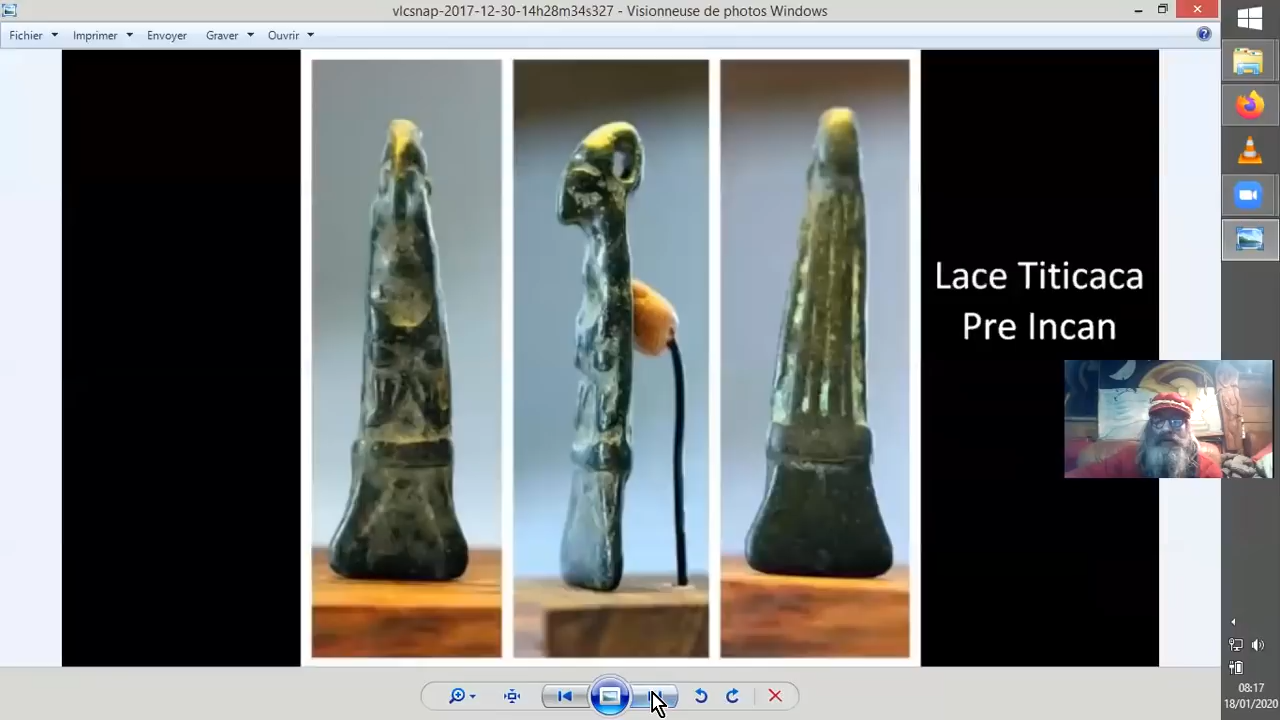 vlcsnap-2017-12-30-14h28m34s327 - Visionneuse de photos Windows
Fichier Imprimer Envoyer Graver Ouvrir
Lace Titicaca
Pre Incan
08:17
18/01/2020